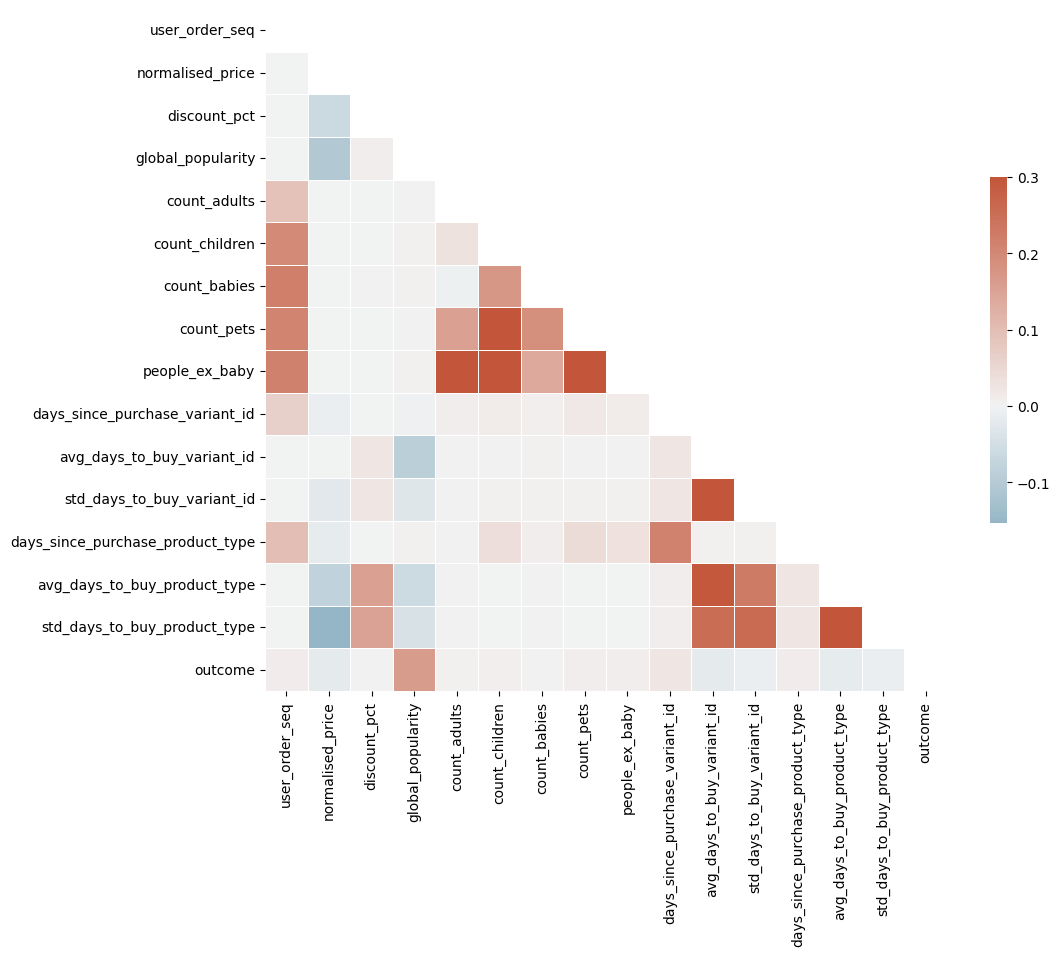 user_order_seq
normalised_price
discount_pct
global_popularity
count_adults
count_children
count_babies
count_pets
people_ex_baby
days_since_purchase_variant_id
avg_days_to_buy_variant_id
std_days_to_buy_variant_id
days_since_purchase_product_type
avg_days_to_buy_product_type
std_days_to_buy_product_type
outcome
user_order_seq
normalised_price
discount_pct
global_popularity
count_adults
count_children
count_babies
count_pets
people_ex_baby
days_since_purchase_variant_id
avg_days_to_buy_variant_id
std_days_to_buy_variant_id
days_since_purchase_product_type
avg_days_to_buy_product_type
std_days_to_buy_product_type
outcome
0.3
0.2
0.1
0.0
−0.1